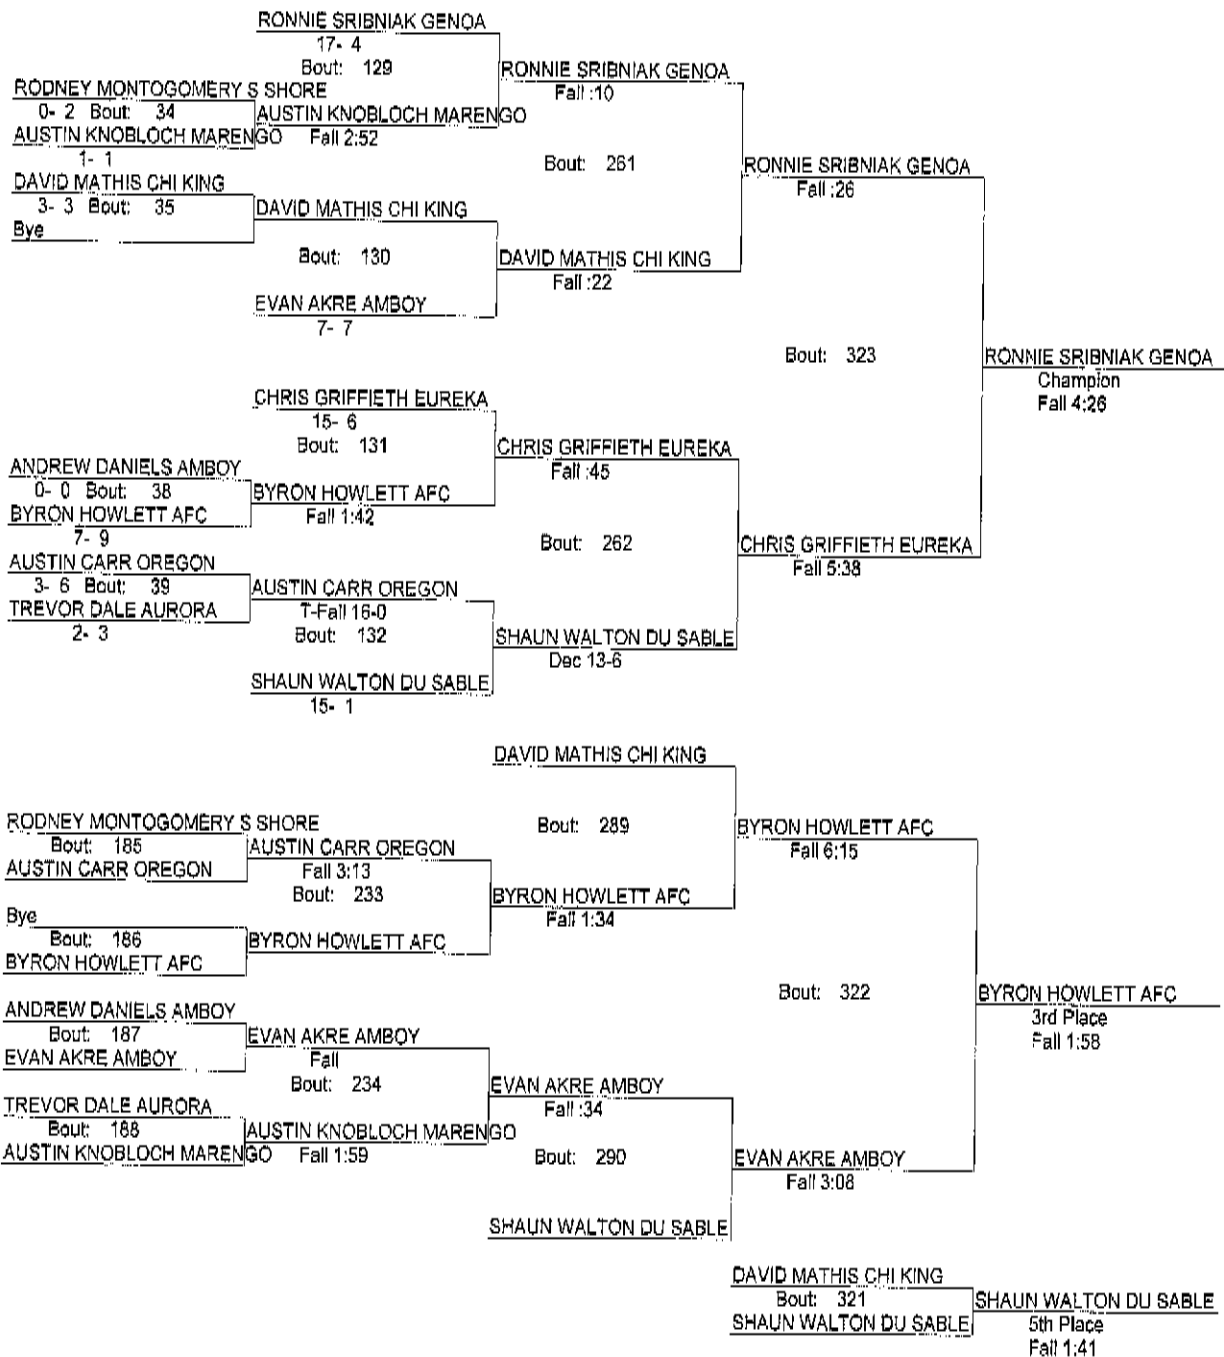 RONNIE SRIBNIAK GENOA
17- 4
Bout: 129
RONNIE SRIBNIAK GENOA
Fall :10
RODNEY MONTOGOMERY S SHORE
0- 2 Bout: 34
AUSTIN KNOBLOCH MARENGO
Fall 2:52
AUSTIN KNOBLOCH MARENGO
1- 1
Bout: 261
RONNIE SRIBNIAK GENOA
Fall :26
DAVID MATHIS CHI KING
3- 3 Bout: 35
DAVID MATHIS CHI KING
Bye
Bout: 130
DAVID MATHIS CHI KING
Fall :22
EVAN AKRE AMBOY
7- 7
Bout: 323
RONNIE SRIBNIAK GENOA
Champion
Fall 4:26
CHRIS GRIFFIETH EUREKA
15- 6
Bout: 131
CHRIS GRIFFIETH EUREKA
Fall :45
ANDREW DANIELS AMBOY
0- 0 Bout: 38
BYRON HOWLETT AFC
Fall 1:42
BYRON HOWLETT AFC
7- 9
Bout: 262
CHRIS GRIFFIETH EUREKA
Fall 5:38
AUSTIN CARR OREGON
3- 6 Bout: 39
AUSTIN CARR OREGON
T-Fall 16-0
TREVOR DALE AURORA
2- 3
Bout: 132
SHAUN WALTON DU SABLE
Dec 13-6
SHAUN WALTON DU SABLE
15- 1
DAVID MATHIS CHI KING
Bout: 289
BYRON HOWLETT AFC
Fall 6:15
RODNEY MONTOGOMERY S SHORE
Bout: 185
AUSTIN CARR OREGON
Fall 3:13
AUSTIN CARR OREGON
Bout: 233
BYRON HOWLETT AFC
Fall 1:34
Bye
Bout: 186
BYRON HOWLETT AFC
BYRON HOWLETT AFC
Bout: 322
BYRON HOWLETT AFC
3rd Place
Fall 1:58
ANDREW DANIELS AMBOY
Bout: 187
EVAN AKRE AMBOY
Fall
EVAN AKRE AMBOY
Bout: 234
EVAN AKRE AMBOY
Fall :34
TREVOR DALE AURORA
Bout: 188
AUSTIN KNOBLOCH MARENGO
Fall 1:59
AUSTIN KNOBLOCH MARENGO
Bout: 290
EVAN AKRE AMBOY
Fall 3:08
SHAUN WALTON DU SABLE
DAVID MATHIS CHI KING
Bout: 321
SHAUN WALTON DU SABLE
SHAUN WALTON DU SABLE
5th Place
Fall 1:41